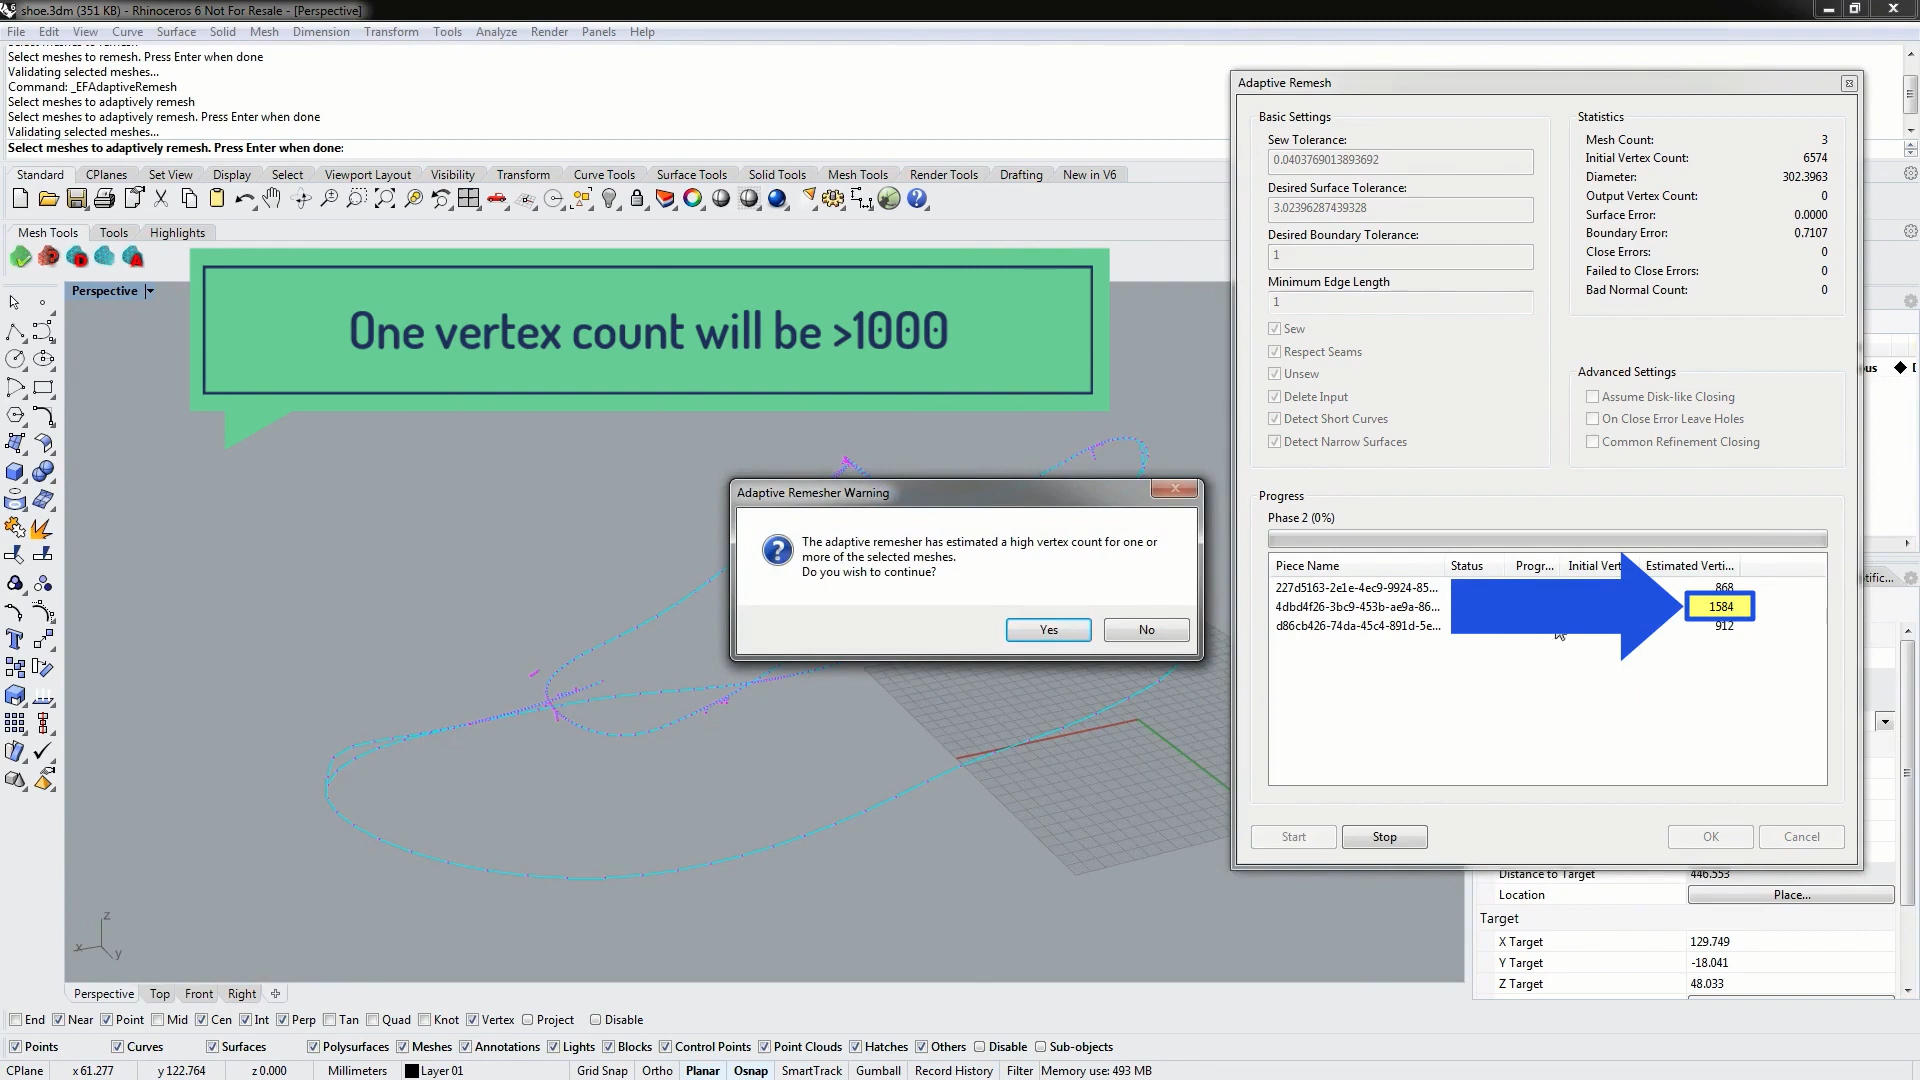 shoe.3dm (351 KB) - Rhinoceros 6 Not For Resale - [Perspective]
File Edit View Curve Surface Solid Mesh Dimension Transform Tools Analyze Render Panels Help
Select meshes to remesh. Press Enter when done
Validating selected meshes...
Command: _EFAdaptiveRemesh
Select meshes to adaptively remesh
Select meshes to adaptively remesh. Press Enter when done
Validating selected meshes...
Select meshes to adaptively remesh. Press Enter when done:
Standard CPlanes Set View Display Select Viewport Layout Visibility Transform Curve Tools Surface Tools Solid Tools Mesh Tools Render Tools Drafting New in V6
Mesh Tools Tools Highlights
Perspective
One vertex count will be >1000
Adaptive Remesher Warning
The adaptive remesher has estimated a high vertex count for one or
more of the selected meshes.
Do you wish to continue?
Yes No
Adaptive Remesh
Basic Settings
Sew Tolerance:
0.0403769013893692
Desired Surface Tolerance:
3.02396287439328
Desired Boundary Tolerance:
1
Minimum Edge Length
1
Sew
Respect Seams
Unsew
Delete Input
Detect Short Curves
Detect Narrow Surfaces
Statistics
Mesh Count: 3
Initial Vertex Count: 6574
Diameter: 302.3963
Output Vertex Count: 0
Surface Error: 0.0000
Boundary Error: 0.7107
Close Errors: 0
Failed to Close Errors: 0
Bad Normal Count: 0
Advanced Settings
Assume Disk-like Closing
On Close Error Leave Holes
Common Refinement Closing
Progress
Phase 2 (0%)
Piece Name Status Progr... Initial Vert Estimated Verti...
227d5163-2e1e-4ec9-9924-85... 868
4dbd4f26-3bc9-453b-ae9a-86... 1584
d86cb426-74da-45c4-891d-5e... 912
Start Stop OK Cancel
Distance to Target 446.553
Location Place...
Target
X Target 129.749
Y Target -18.041
Z Target 48.033
z
x
y
Perspective Top Front Right
End Near Point Mid Cen Int Perp Tan Quad Knot Vertex Project Disable
Points Curves Surfaces Polysurfaces Meshes Annotations Lights Blocks Control Points Point Clouds Hatches Others Disable Sub-objects
CPlane x 61.277 y 122.764 z 0.000 Millimeters Layer 01 Grid Snap Ortho Planar Osnap SmartTrack Gumball Record History Filter Memory use: 493 MB